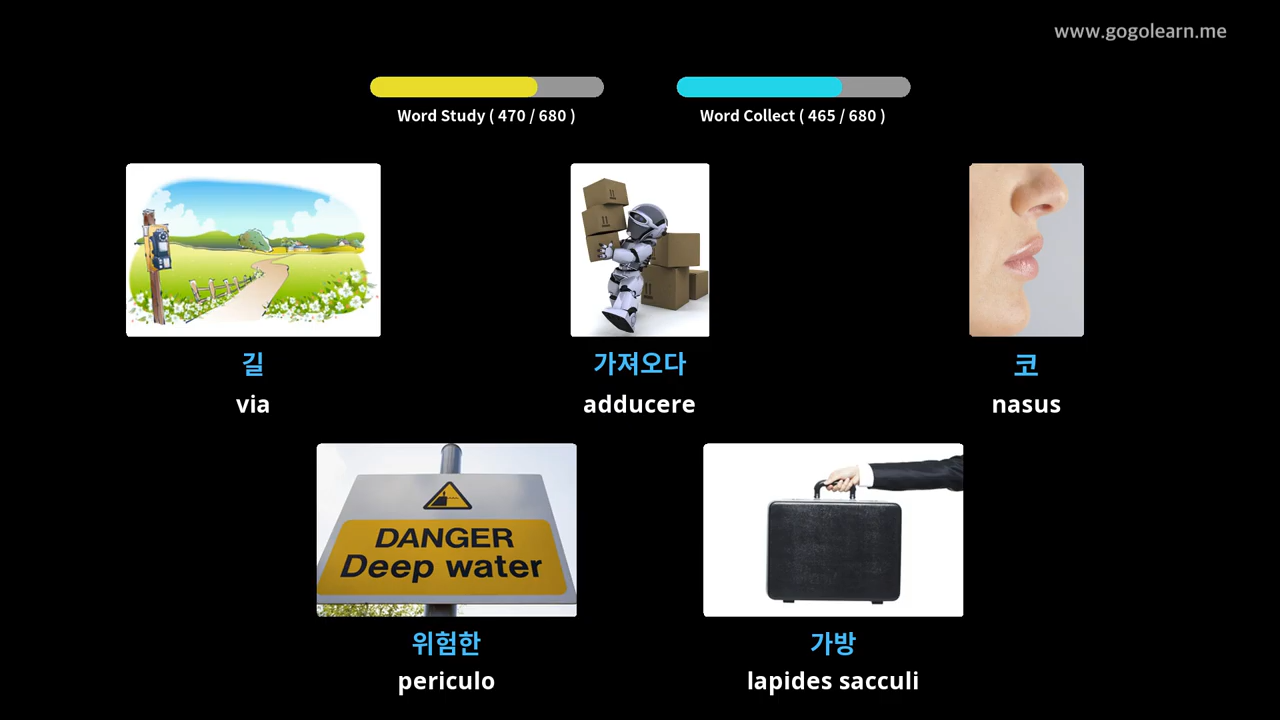 www.gogolearn.me
Word Study ( 470 / 680 )
Word Collect ( 465 / 680 )
길
가져오다
코
via
adducere
nasus
DANGER
Deep water
위험한
가방
periculo
lapides sacculi